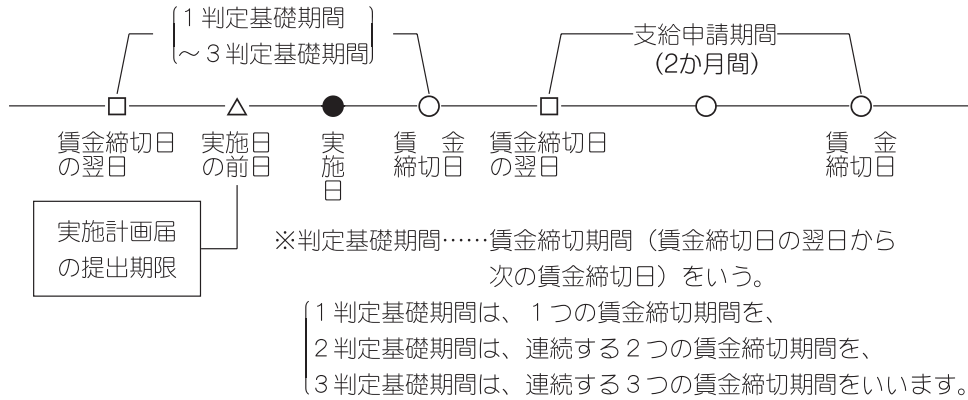 １判定基礎期間
～３判定基礎期間
支給申請期間
（2か月間）
賃金締切日
の翌日
実施日
の前日
実施日
賃　金
締切日
賃金締切日
の翌日
賃　金
締切日
実施計画届
の提出期限
※判定基礎期間……賃金締切期間（賃金締切日の翌日から
次の賃金締切日）をいう。
１判定基礎期間は、１つの賃金締切期間を、
２判定基礎期間は、連続する２つの賃金締切期間を、
３判定基礎期間は、連続する３つの賃金締切期間をいいます。